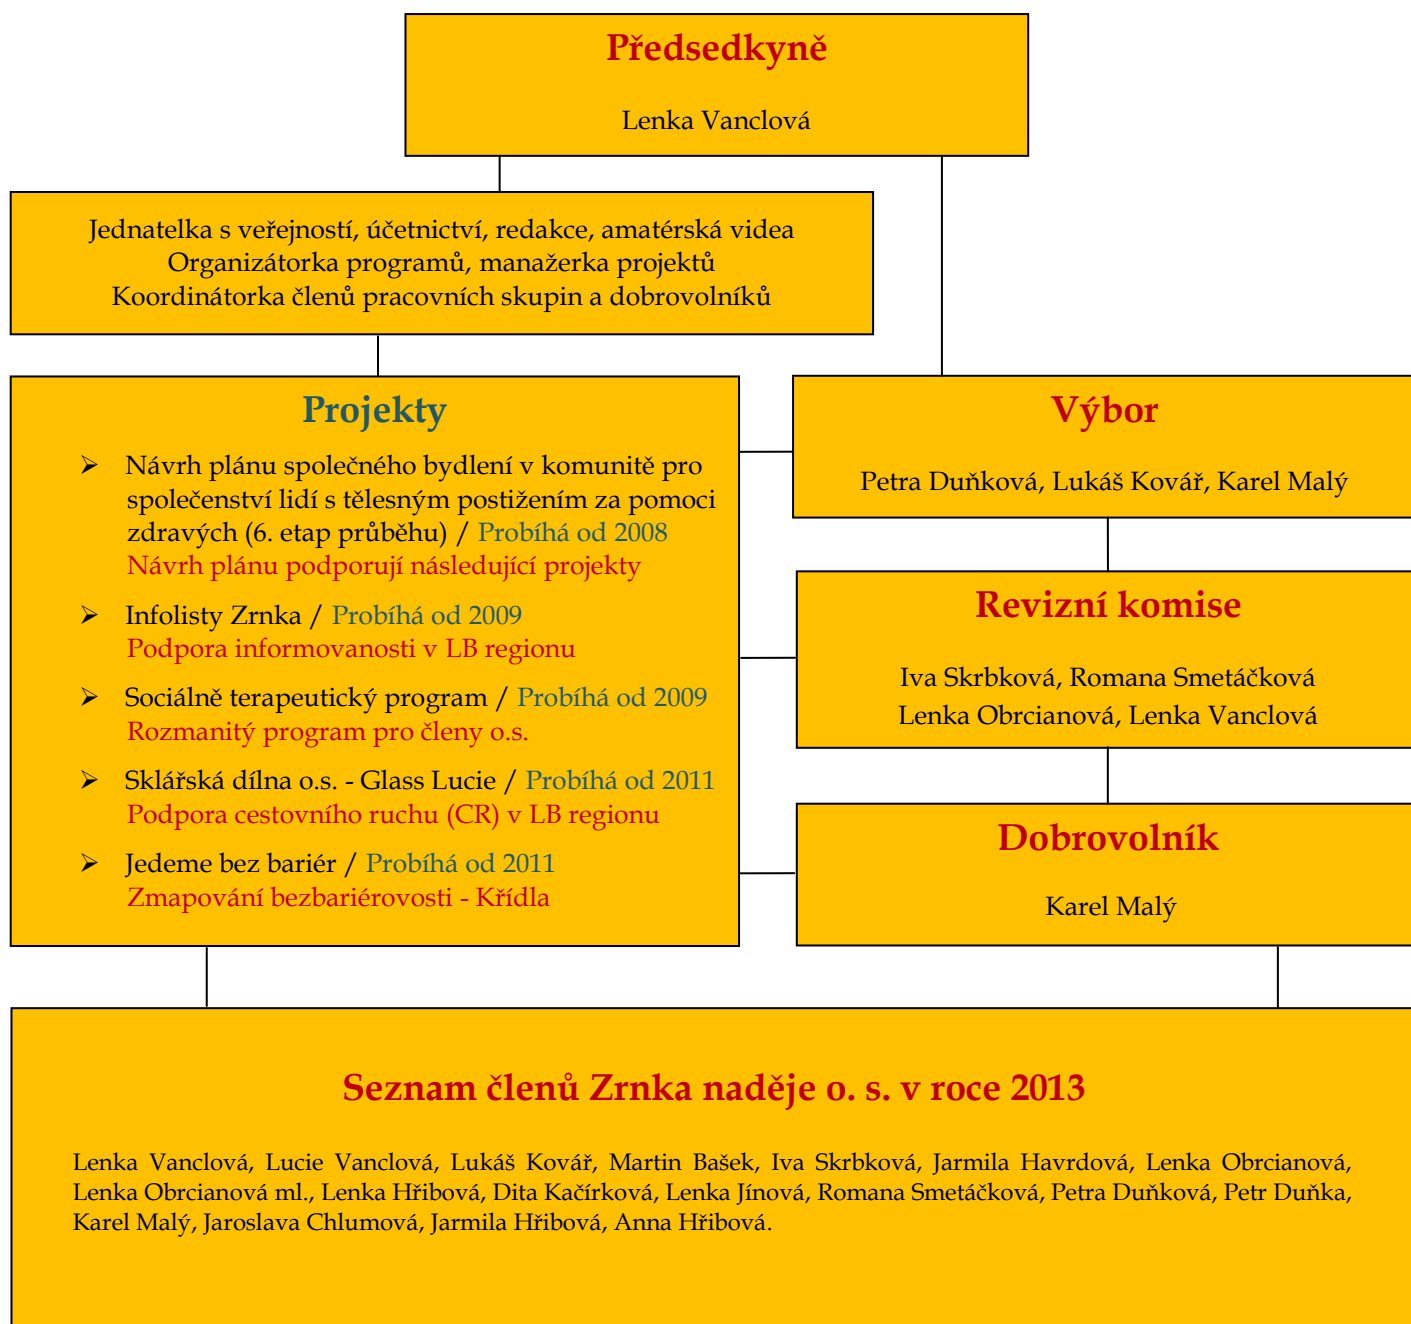 Předsedkyně
Lenka Vanclová
Jednatelka s veřejností, účetnictví, redakce, amatérská videa
Organizátorka programů, manažerka projektů
Koordinátorka členů pracovních skupin a dobrovolníků
Projekty
➢ Návrh plánu společného bydlení v komunitě pro
společenství lidí s tělesným postižením za pomoci
zdravých (6. etap průběhu) / Probíhá od 2008
Návrh plánu podporují následující projekty
➢ Infolisty Zrnka / Probíhá od 2009
Podpora informovanosti v LB regionu
➢ Sociálně terapeutický program / Probíhá od 2009
Rozmanitý program pro členy o.s.
➢ Sklářská dílna o.s. - Glass Lucie / Probíhá od 2011
Podpora cestovního ruchu (CR) v LB regionu
➢ Jedeme bez bariér / Probíhá od 2011
Zmapování bezbariérovosti - Křídla
Výbor
Petra Duňková, Lukáš Kovář, Karel Malý
Revizní komise
Iva Skrbková, Romana Smetáčková
Lenka Obrcianová, Lenka Vanclová
Dobrovolník
Karel Malý
Seznam členů Zrnka naděje o. s. v roce 2013
Lenka Vanclová, Lucie Vanclová, Lukáš Kovář, Martin Bašek, Iva Skrbková, Jarmila Havrdová, Lenka Obrcianová,
Lenka Obrcianová ml., Lenka Hřibová, Dita Kačírková, Lenka Jínová, Romana Smetáčková, Petra Duňková, Petr Duňka,
Karel Malý, Jaroslava Chlumová, Jarmila Hřibová, Anna Hřibová.